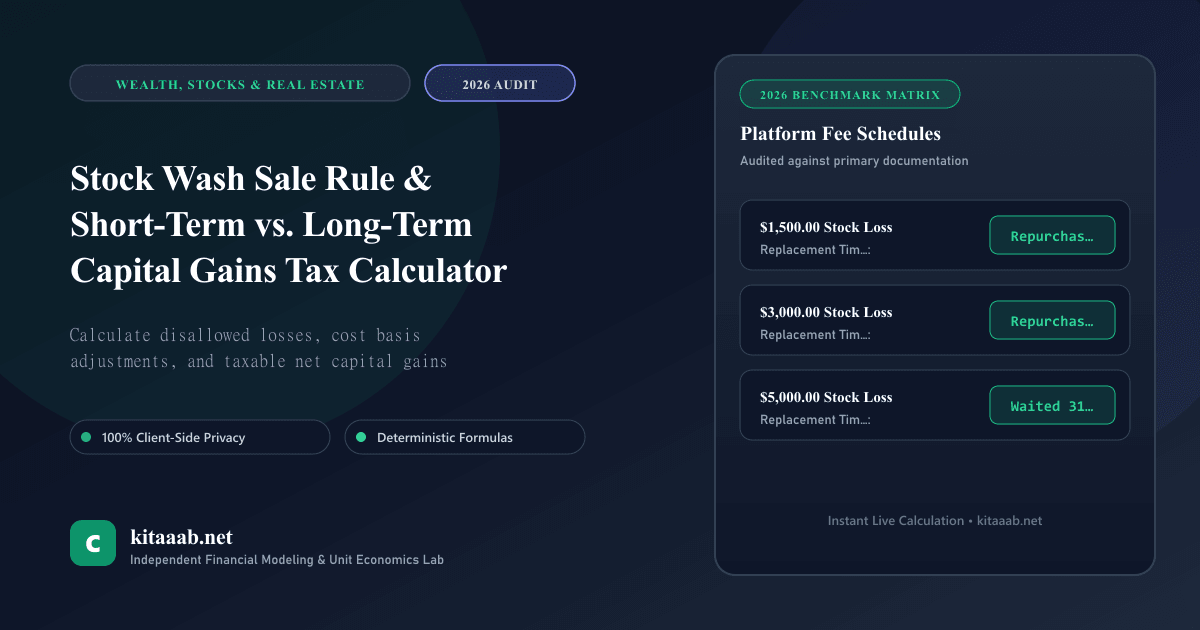 WEALTH, STOCKS & REAL ESTATE
2026 AUDIT
Stock Wash Sale Rule &
Short-Term vs. Long-Term
Capital Gains Tax Calculator
Calculate disallowed losses, cost basis
adjustments, and taxable net capital gains
100% Client-Side Privacy
Deterministic Formulas
C
kitaaab.net
Independent Financial Modeling & Unit Economics Lab
2026 BENCHMARK MATRIX
Platform Fee Schedules
Audited against primary documentation
$1,500.00 Stock Loss
Replacement Tim…:
Repurchas…
$3,000.00 Stock Loss
Replacement Tim…:
Repurchas…
$5,000.00 Stock Loss
Replacement Tim…:
Waited 31…
Instant Live Calculation • kitaaab.net